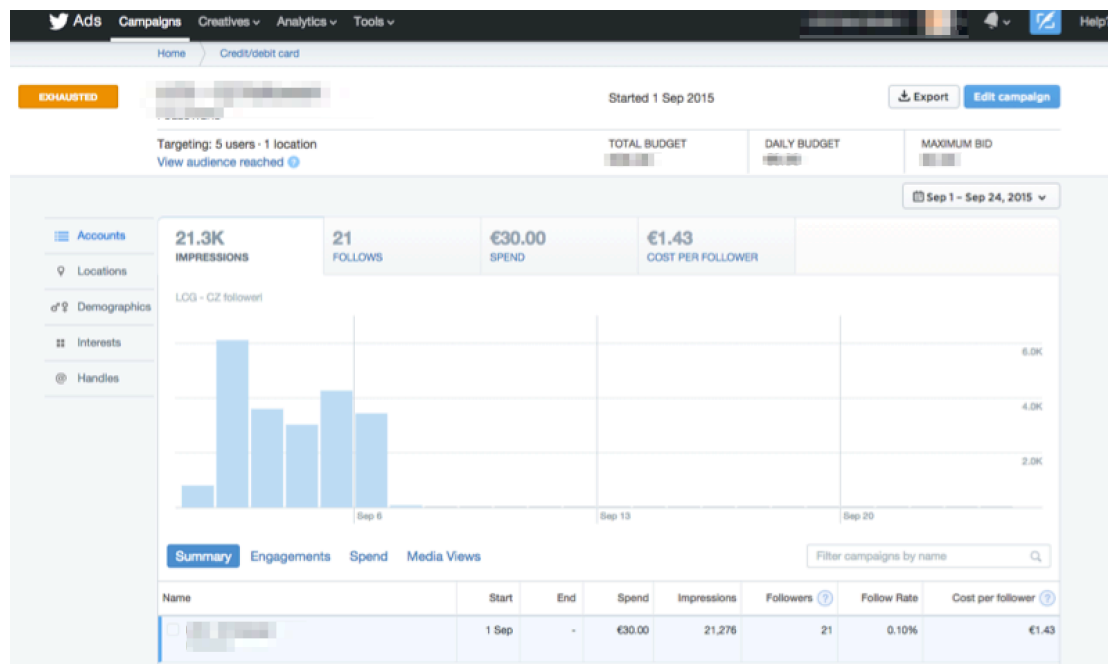 Ads Campaigns Creatives Analytics Tools Help?
Home Credit/debit card
EXHAUSTED
Started 1 Sep 2015
Export Edit campaign
Targeting: 5 users · 1 location
View audience reached ?
TOTAL BUDGET DAILY BUDGET MAXIMUM BID
Sep 1 – Sep 24, 2015
Accounts
Locations
Demographics
Interests
Handles
21.3K 21 €30.00 €1.43
IMPRESSIONS FOLLOWS SPEND COST PER FOLLOWER
LCG - CZ followeri
6.0K
4.0K
2.0K
Sep 6 Sep 13 Sep 20
Summary Engagements Spend Media Views Filter campaigns by name
Name Start End Spend Impressions Followers ? Follow Rate Cost per follower ?
1 Sep - €30.00 21,276 21 0.10% €1.43